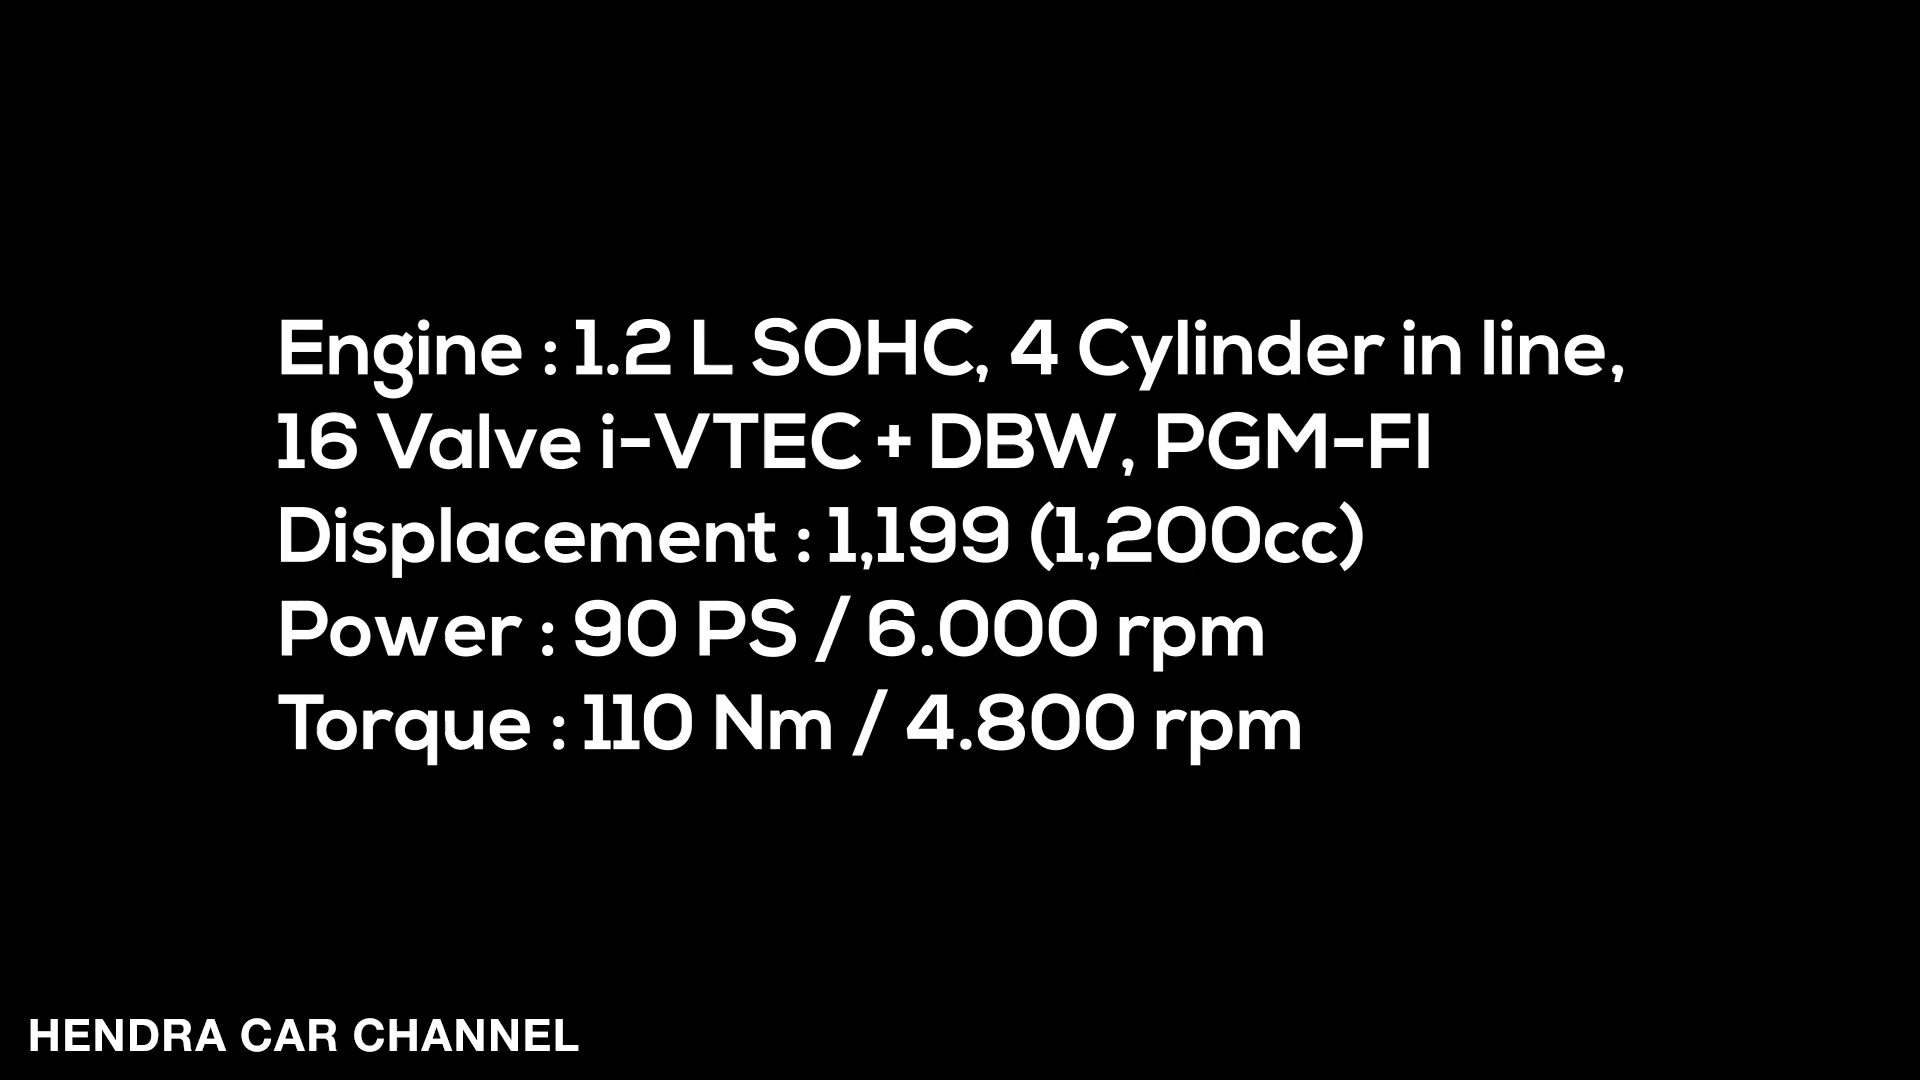 Engine : 1.2 L SOHC, 4 Cylinder in line,
16 Valve i-VTEC + DBW, PGM-FI
Displacement : 1,199 (1,200cc)
Power : 90 PS / 6.000 rpm
Torque : 110 Nm / 4.800 rpm
HENDRA CAR CHANNEL